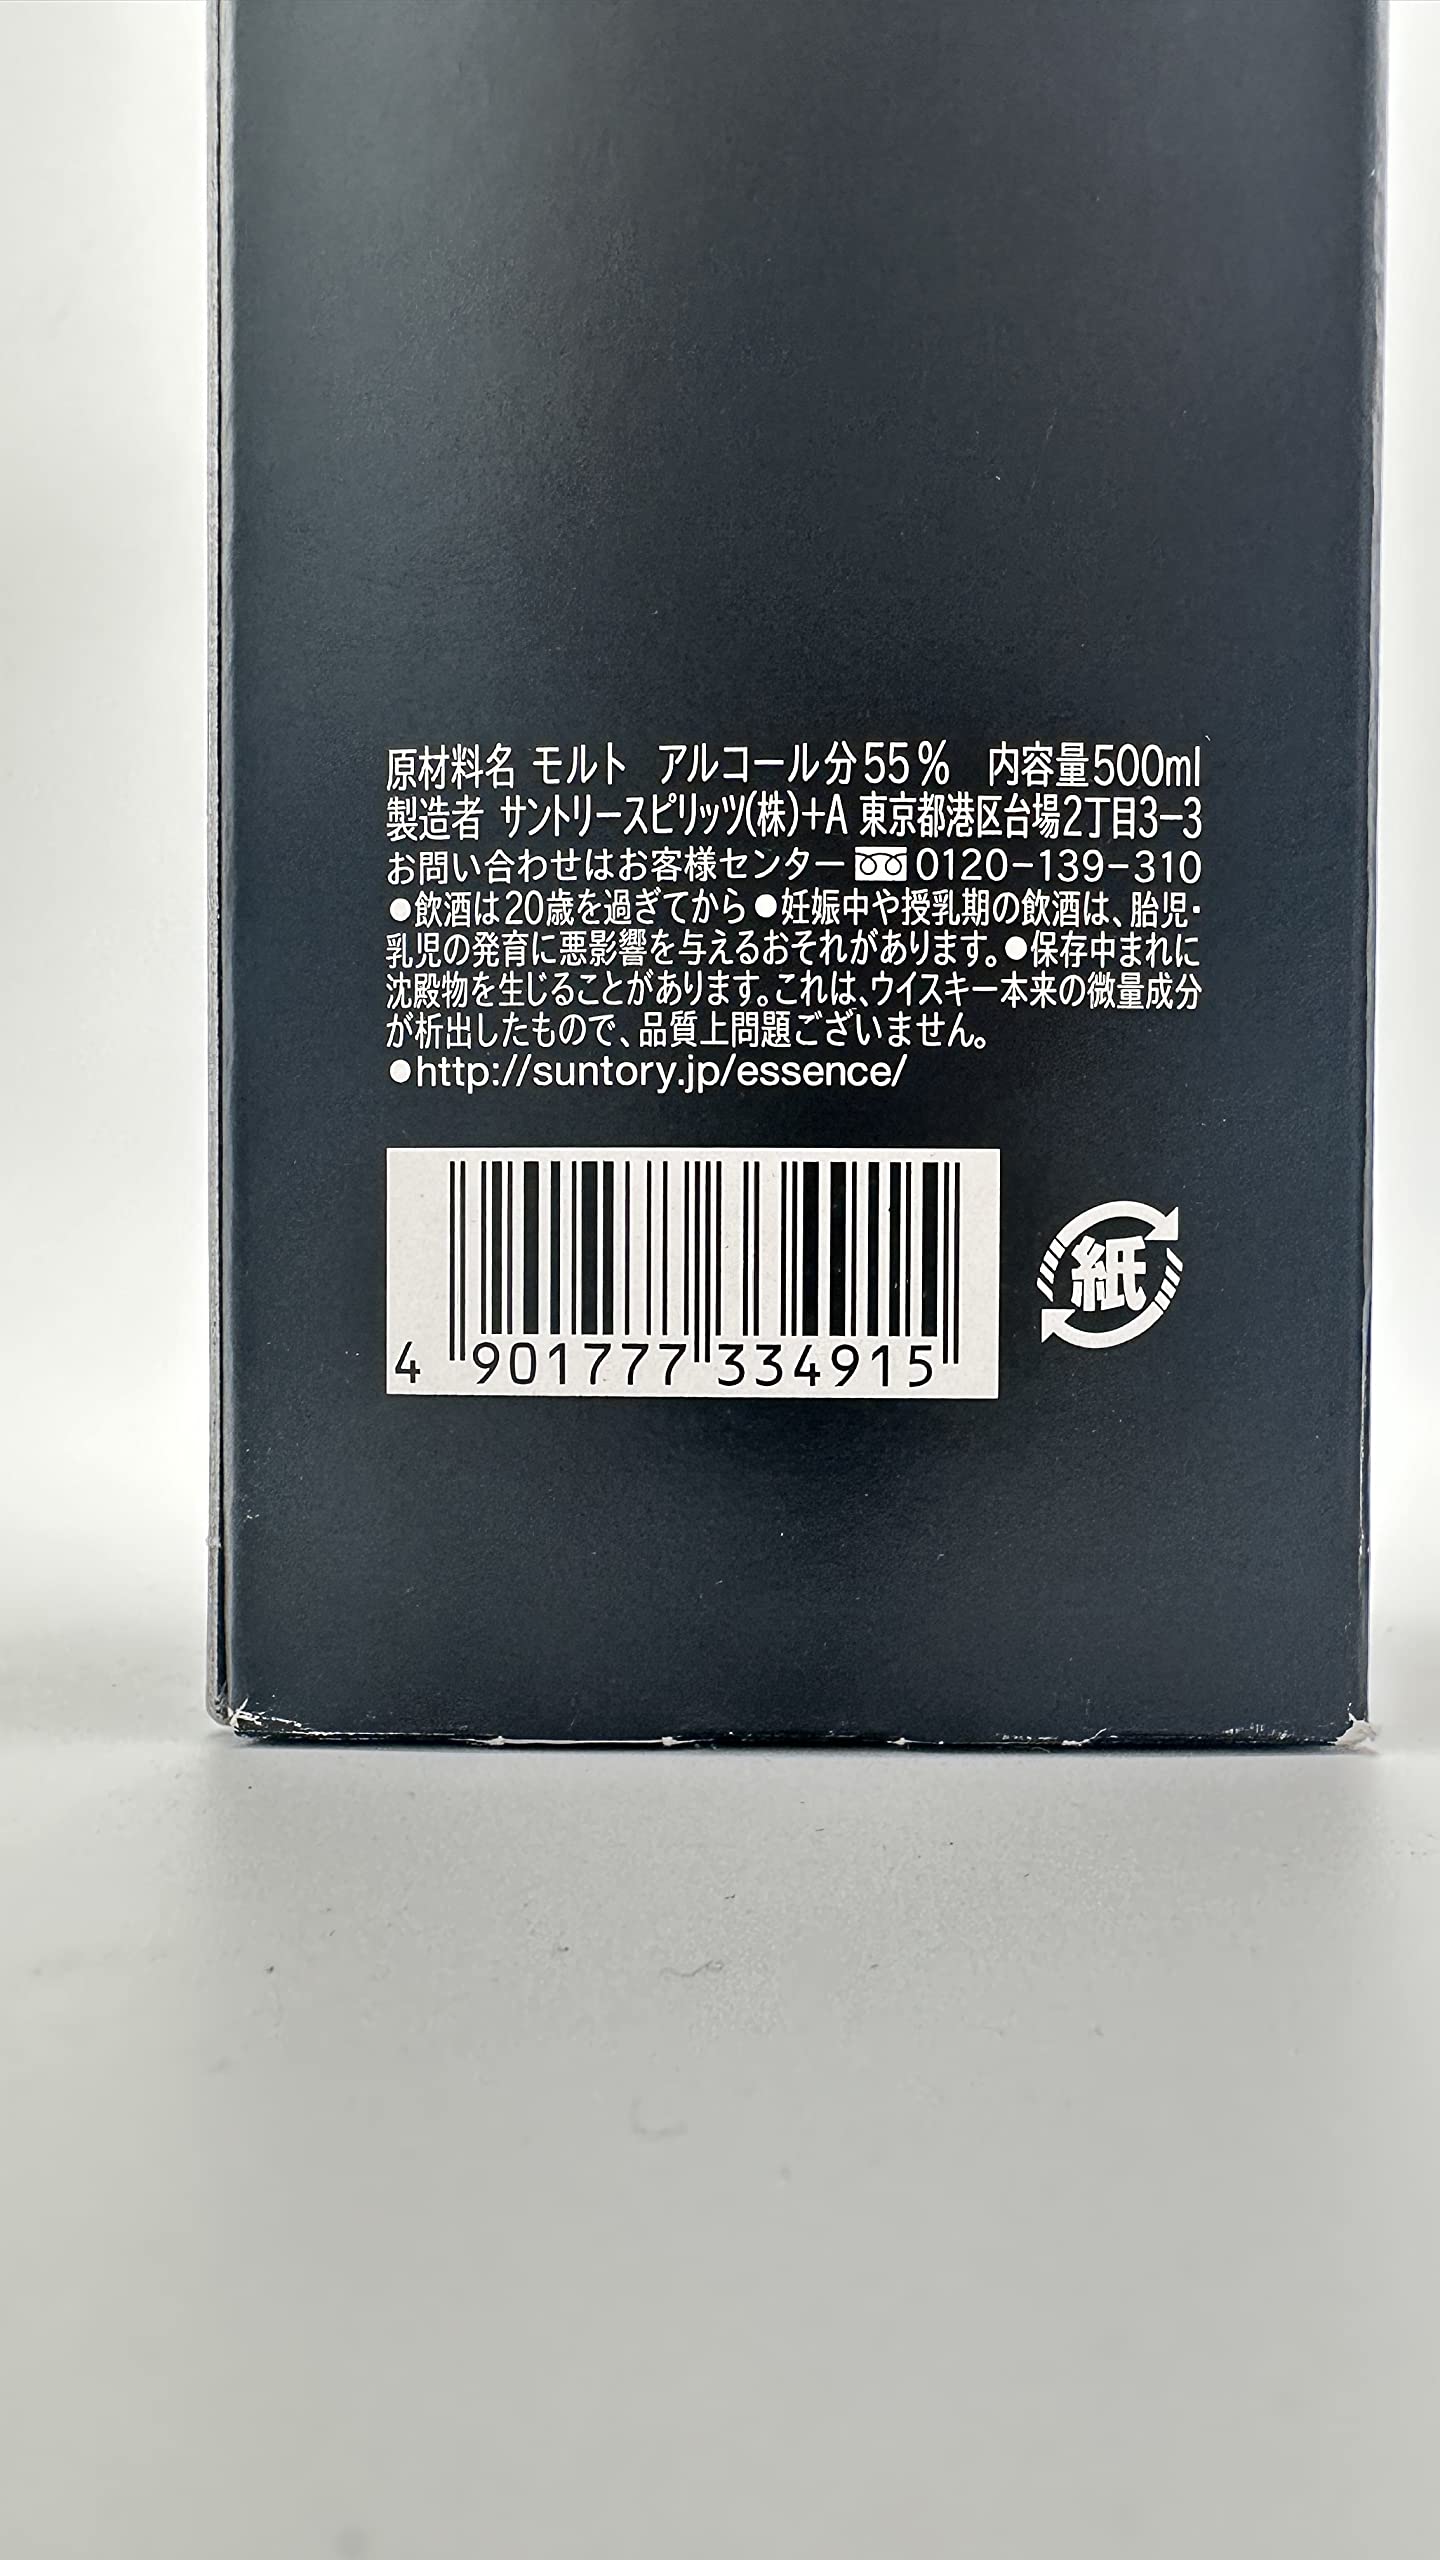 原材料名 モルト アルコール分55% 内容量500ml
製造者 サントリースピリッツ(株)+A 東京都港区台場2丁目3-3
お問い合わせはお客様センター 0120-139-310
●飲酒は20歳を過ぎてから ●妊娠中や授乳期の飲酒は、胎児・
乳児の発育に悪影響を与えるおそれがあります。●保存中まれに
沈殿物を生じることがあります。これは、ウイスキー本来の微量成分
が析出したもので、品質上問題ございません。
●http://suntory.jp/essence/
4 901777 334915
紙